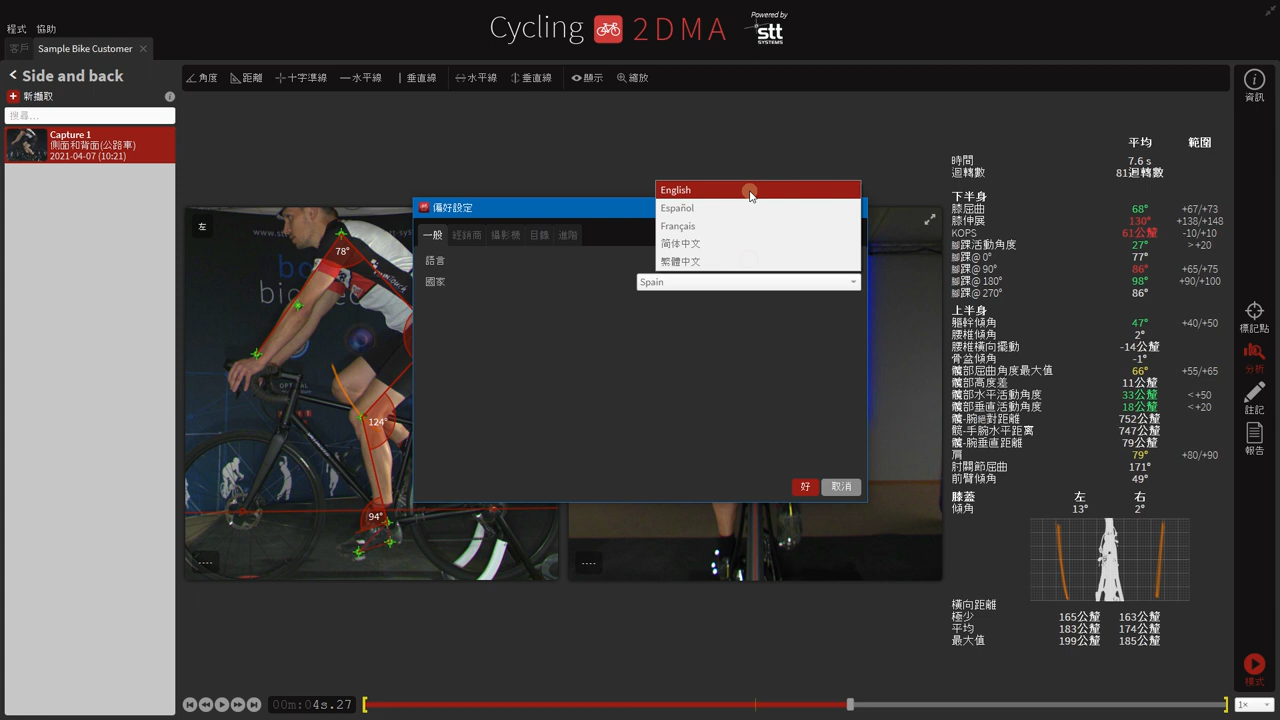 Cycling 2DMA
Powered by
stt
SYSTEMS
程式 協助
客戶 Sample Bike Customer
Side and back
新擷取
搜尋...
Capture 1
側面和背面(公路車)
2021-04-07 (10:21)
角度 距離 十字準線 水平線 垂直線 水平線 垂直線 顯示 縮放
左
78°
124°
94°
----
----
偏好設定
一般 經銷商 攝影機 目錄 進階
語言
English
Español
Français
简体中文
繁體中文
國家 Spain
好 取消
平均 範圍
時間 7.6 s
迴轉數 81迴轉數
下半身
膝屈曲 68° +67/+73
膝伸展 130° +138/+148
KOPS 61公釐 -10/+10
腳踝活動角度 27° >+20
腳踝@ 0° 77°
腳踝@ 90° 86° +65/+75
腳踝@ 180° 98° +90/+100
腳踝@ 270° 86°
上半身
軀幹傾角 47° +40/+50
腰椎傾角 2°
腰椎橫向擺動 -14公釐
骨盆傾角 -1°
髖部屈曲角度最大值 66° +55/+65
髖部高度差 11公釐
髖部水平活動角度 33公釐 <+50
髖部垂直活動角度 18公釐 <+20
髖-腕絕對距離 752公釐
髋-手腕水平距离 747公釐
髖-腕垂直距離 79公釐
肩 79° +80/+90
肘關節屈曲 171°
前臂傾角 49°
膝蓋 左 右
傾角 13° 2°
橫向距離
極少 165公釐 163公釐
平均 183公釐 174公釐
最大值 199公釐 185公釐
資訊
標記點
分析
註記
報告
模式
00m:04s.27
1×